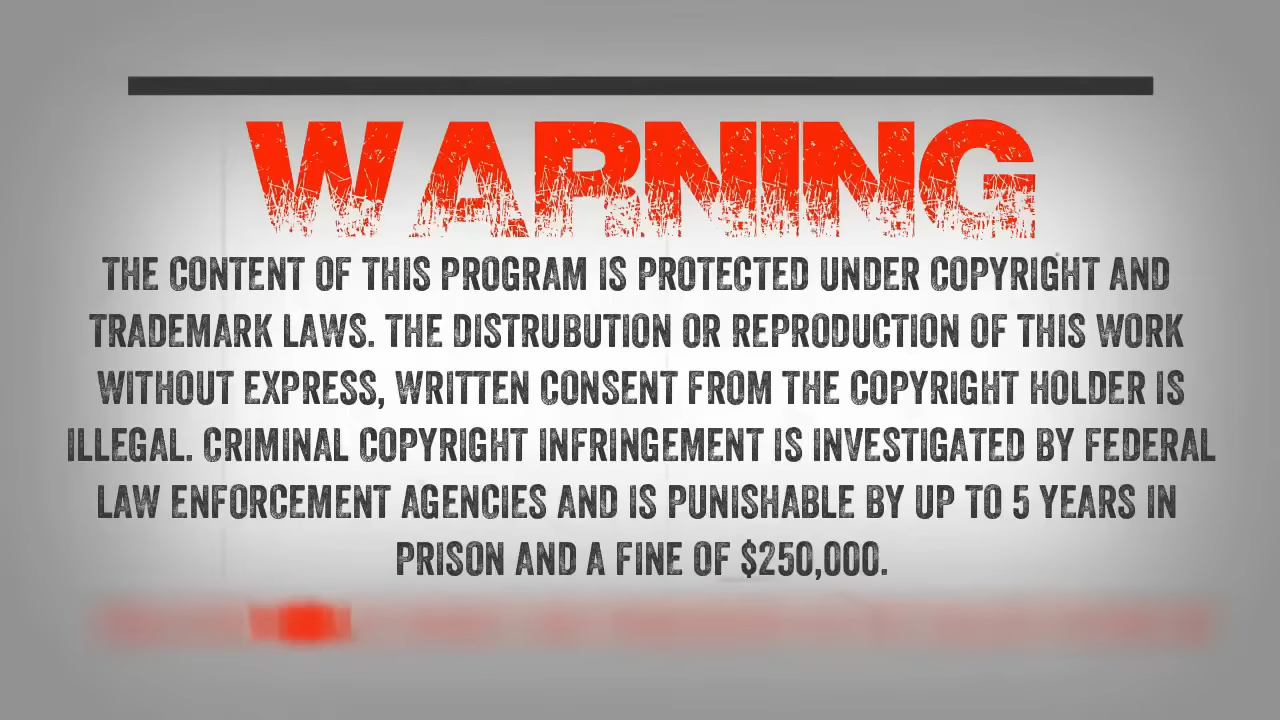 WARNING
THE CONTENT OF THIS PROGRAM IS PROTECTED UNDER COPYRIGHT AND
TRADEMARK LAWS. THE DISTRUBUTION OR REPRODUCTION OF THIS WORK
WITHOUT EXPRESS, WRITTEN CONSENT FROM THE COPYRIGHT HOLDER IS
ILLEGAL. CRIMINAL COPYRIGHT INFRINGEMENT IS INVESTIGATED BY FEDERAL
LAW ENFORCEMENT AGENCIES AND IS PUNISHABLE BY UP TO 5 YEARS IN
PRISON AND A FINE OF $250,000.